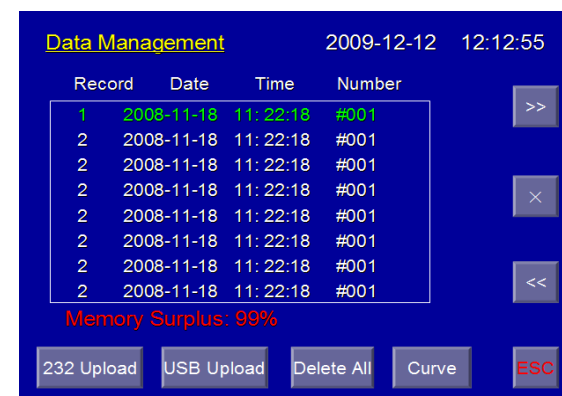 Data Management 2009-12-12 12:12:55
Record Date Time Number
1 2008-11-18 11: 22:18 #001
2 2008-11-18 11: 22:18 #001
2 2008-11-18 11: 22:18 #001
2 2008-11-18 11: 22:18 #001
2 2008-11-18 11: 22:18 #001
2 2008-11-18 11: 22:18 #001
2 2008-11-18 11: 22:18 #001
2 2008-11-18 11: 22:18 #001
>>
×
<<
Memory Surplus: 99%
232 Upload USB Upload Delete All Curve ESC